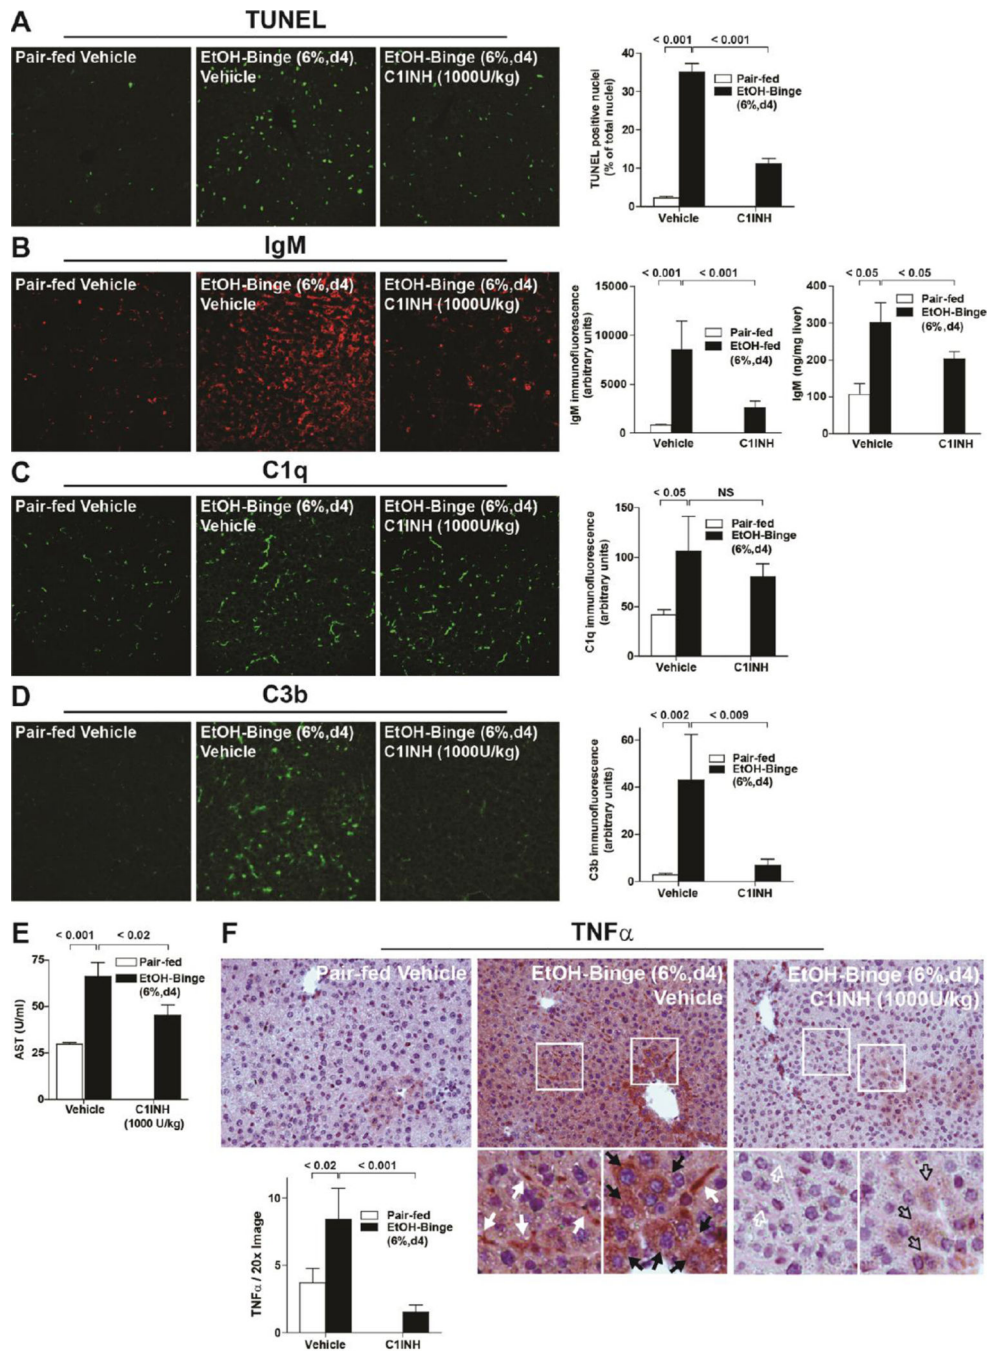 A
TUNEL
Pair-fed Vehicle
EtOH-Binge (6%,d4)
Vehicle
EtOH-Binge (6%,d4)
C1INH (1000U/kg)
< 0.001
< 0.001
Pair-fed
EtOH-Binge
(6%,d4)
TUNEL positive nuclei
(% of total nuclei)
40
30
20
10
0
Vehicle
C1INH
B
IgM
Pair-fed Vehicle
EtOH-Binge (6%,d4)
Vehicle
EtOH-Binge (6%,d4)
C1INH (1000U/kg)
< 0.001
< 0.001
Pair-fed
EtOH-fed
(6%,d4)
IgM immunofluorescence
(arbitrary units)
15000
10000
5000
0
Vehicle
C1INH
< 0.05
< 0.05
Pair-fed
EtOH-Binge
(6%,d4)
IgM (ng/mg liver)
400
300
200
100
0
Vehicle
C1INH
C
C1q
Pair-fed Vehicle
EtOH-Binge (6%,d4)
Vehicle
EtOH-Binge (6%,d4)
C1INH (1000U/kg)
< 0.05
NS
Pair-fed
EtOH-Binge
(6%,d4)
C1q immunofluorescence
(arbitrary units)
150
100
50
0
Vehicle
C1INH
D
C3b
Pair-fed Vehicle
EtOH-Binge (6%,d4)
Vehicle
EtOH-Binge (6%,d4)
C1INH (1000U/kg)
< 0.002
< 0.009
Pair-fed
EtOH-Binge
(6%,d4)
C3b immunofluorescence
(arbitrary units)
60
40
20
0
Vehicle
C1INH
E
< 0.001
< 0.02
Pair-fed
EtOH-Binge
(6%,d4)
AST (U/ml)
75
50
25
0
Vehicle
C1INH
(1000 U/kg)
F
TNFα
Pair-fed Vehicle
EtOH-Binge (6%,d4)
Vehicle
EtOH-Binge (6%,d4)
C1INH (1000U/kg)
< 0.02
< 0.001
Pair-fed
EtOH-Binge
(6%,d4)
TNFα / 20x Image
10
5
0
Vehicle
C1INH